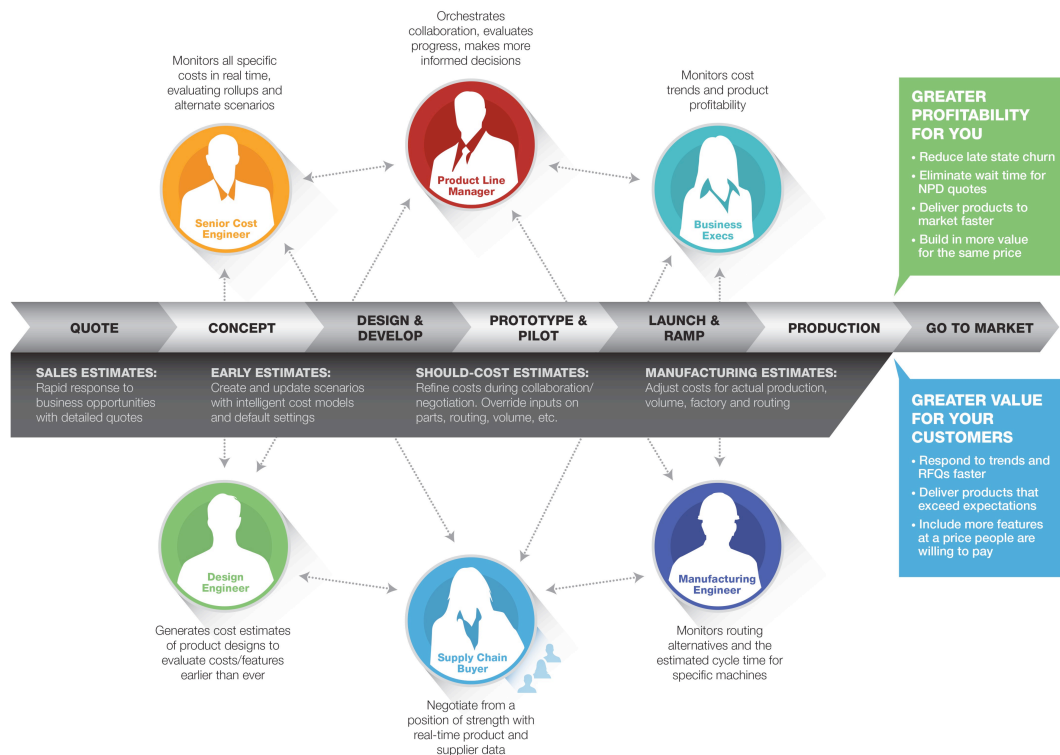 Orchestrates
collaboration, evaluates
progress, makes more
informed decisions
Monitors all specific
costs in real time,
evaluating rollups and
alternate scenarios
Monitors cost
trends and product
profitability
Senior Cost
Engineer
Product Line
Manager
Business
Execs
GREATER
PROFITABILITY
FOR YOU
• Reduce late state churn
• Eliminate wait time for
NPD quotes
• Deliver products to
market faster
• Build in more value
for the same price
QUOTE
CONCEPT
DESIGN &
DEVELOP
PROTOTYPE &
PILOT
LAUNCH &
RAMP
PRODUCTION
GO TO MARKET
SALES ESTIMATES:
Rapid response to
business opportunities
with detailed quotes
EARLY ESTIMATES:
Create and update scenarios
with intelligent cost models
and default settings
SHOULD-COST ESTIMATES:
Refine costs during collaboration/
negotiation. Override inputs on
parts, routing, volume, etc.
MANUFACTURING ESTIMATES:
Adjust costs for actual production,
volume, factory and routing
GREATER VALUE
FOR YOUR
CUSTOMERS
• Respond to trends and
RFQs faster
• Deliver products that
exceed expectations
• Include more features
at a price people are
willing to pay
Design
Engineer
Supply Chain
Buyer
Manufacturing
Engineer
Generates cost estimates
of product designs to
evaluate costs/features
earlier than ever
Negotiate from a
position of strength with
real-time product and
supplier data
Monitors routing
alternatives and the
estimated cycle time for
specific machines